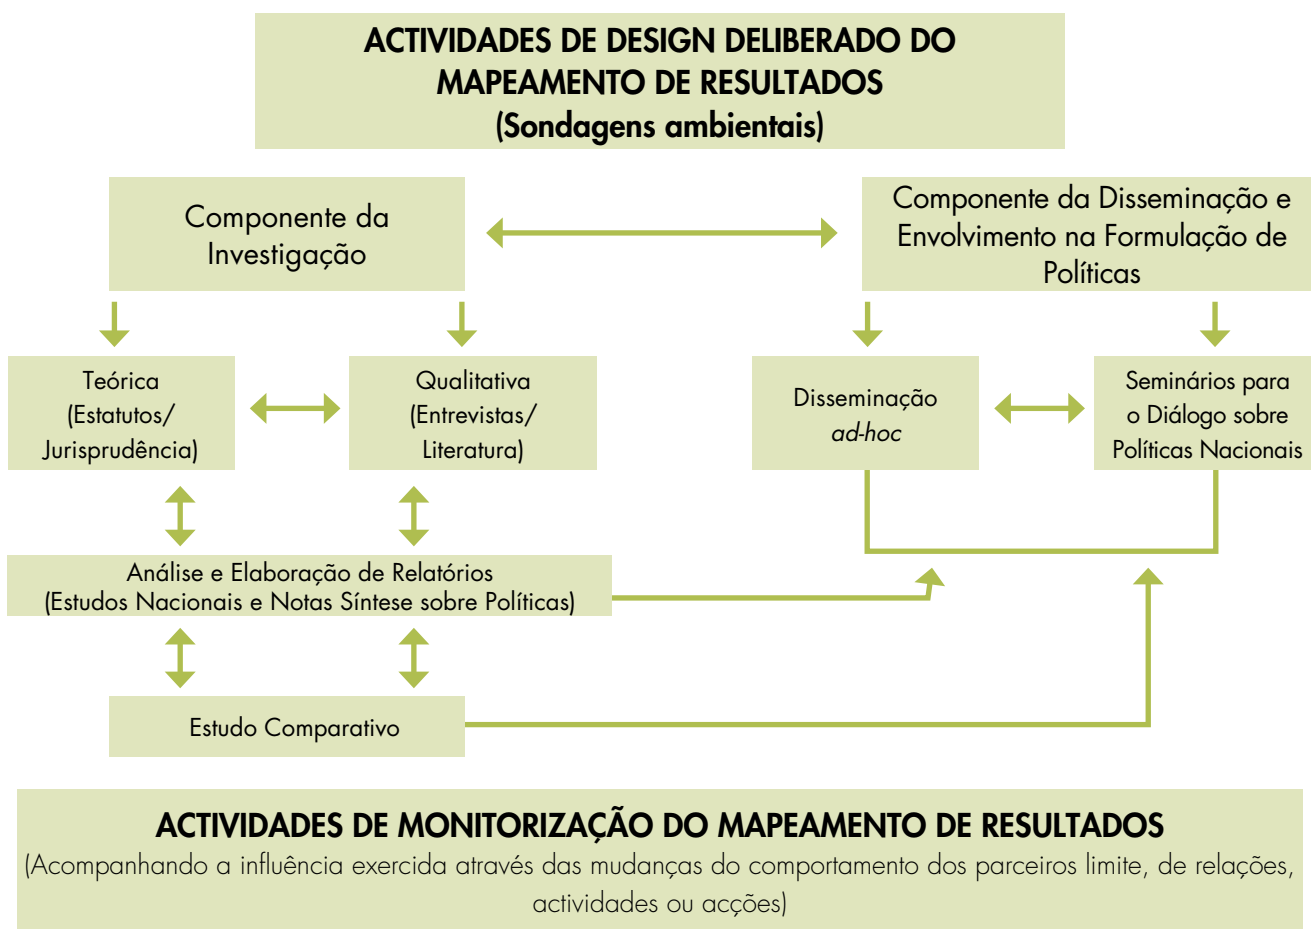 ACTIVIDADES DE DESIGN DELIBERADO DO
MAPEAMENTO DE RESULTADOS
(Sondagens ambientais)
Componente da
Investigação
Componente da Disseminação e
Envolvimento na Formulação de
Políticas
Teórica
(Estatutos/
Jurisprudência)
Qualitativa
(Entrevistas/
Literatura)
Disseminação
ad-hoc
Seminários para
o Diálogo sobre
Políticas Nacionais
Análise e Elaboração de Relatórios
(Estudos Nacionais e Notas Síntese sobre Políticas)
Estudo Comparativo
ACTIVIDADES DE MONITORIZAÇÃO DO MAPEAMENTO DE RESULTADOS
(Acompanhando a influência exercida através das mudanças do comportamento dos parceiros limite, de relações,
actividades ou acções)